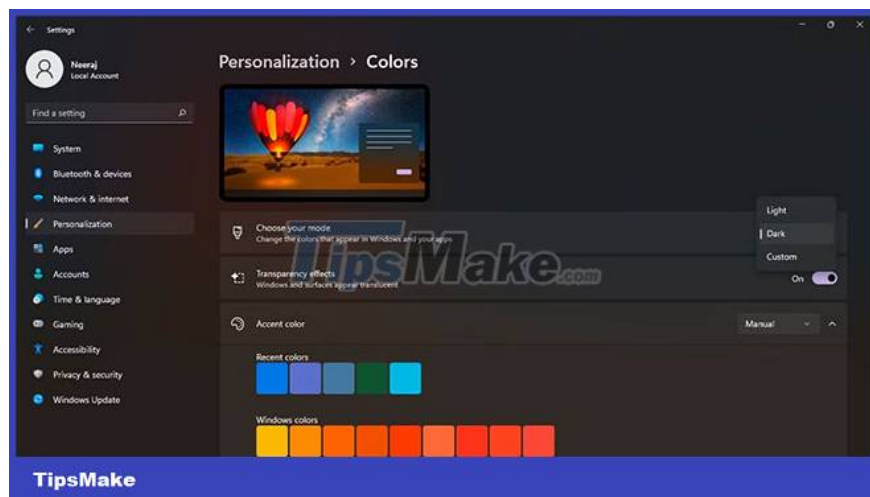 Settings
Neeraj
Local Account
Find a setting
System
Bluetooth & devices
Network & internet
Personalization
Apps
Accounts
Time & language
Gaming
Accessibility
Privacy & security
Windows Update
Personalization > Colors
Choose your mode
Change the colors that appear in Windows and your apps
Light
Dark
Custom
Transparency effects
Windows and surfaces appear translucent
On
TipsMake.com
Accent color
Manual
Recent colors
Windows colors
TipsMake